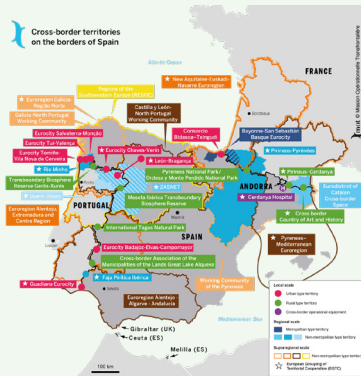 Cross-border territories
on the borders of Spain
Atlantic Ocean
New Aquitaine-Euskadi-
Navarre Euroregion
FRANCE
Euroregion Galicia
Região Norte
Regions of the
Southwestern Europe (RESOE)
Galicia-North Portugal
Working Community
Castilla y León-
North Portugal
Working Community
Bordeaux
Eurocity Salvaterra-Monção
Consorcio
Bidasoa-Txingudi
Bayonne-San Sebastian
Basque Eurocity
Eurocity Tui-Valença
Eurocity Chaves-Verín
Pirineus-Pyrénées
Eurocity Tomiño
Vila Nova de Cerveira
León-Bragança
Rio Minho
Pyrenees National Park/
Ordesa y Monte Perdido National Park
Pirineus-Cerdanya
Transboundary Biosphere
Reserve Gerês-Xurés
ZASNET
ANDORRA
Cerdanya Hospital
Eurodistrict of
Catalan
Cross-border
Space
PORTUGAL
Meseta Ibérica Transboundary
Biosphere Reserve
Madrid
Cross border
Country of Art and History
Euroregion Alentejo
Extremadura and
Centre Region
International Tagus National Park
SPAIN
Pyrenees-
Mediterranean
Euroregion
Eurocity Badajoz-Elvas-Campomayor
Cross-border Association of the
Municipalities of the Lands Great Lake Alqueva
Faja Pirítica Ibérica
Working Community
of the Pyrenees
Guadiana Eurocity
Euroregion Alentejo
Algarve - Andalucia
Mediterranean Sea
Gibraltar (UK)
Ceuta (ES)
Melilla (ES)
100 km
Local scale
Urban type territory
Rural type territory
Cross-border operational equipment
Regional scale
Metropolitan type territory
Non-metropolitan type territory
Supraregional scale
Non-metropolitan type territory
European Grouping of
Territorial Cooperation (EGTC)